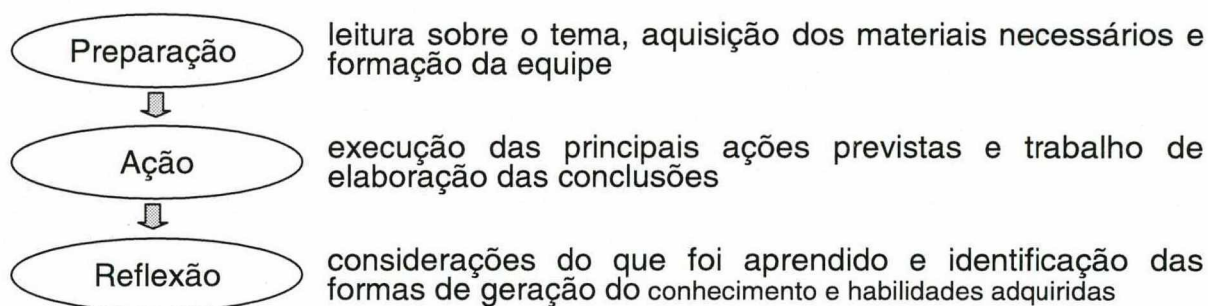 Preparação
leitura sobre o tema, aquisição dos materiais necessários e
formação da equipe
Ação
execução das principais ações previstas e trabalho de
elaboração das conclusões
Reflexão
considerações do que foi aprendido e identificação das
formas de geração do conhecimento e habilidades adquiridas